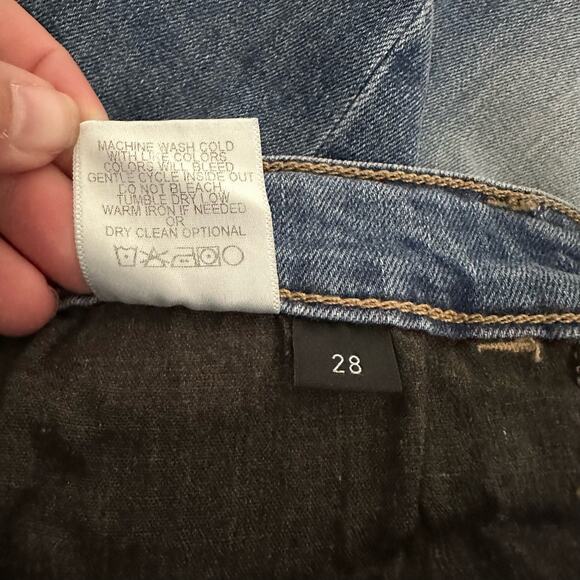 MACHINE WASH COLD
WITH LIKE COLORS
COLORS WILL BLEED
GENTLE CYCLE INSIDE OUT
DO NOT BLEACH
TUMBLE DRY LOW
WARM IRON IF NEEDED
OR
DRY CLEAN OPTIONAL
28